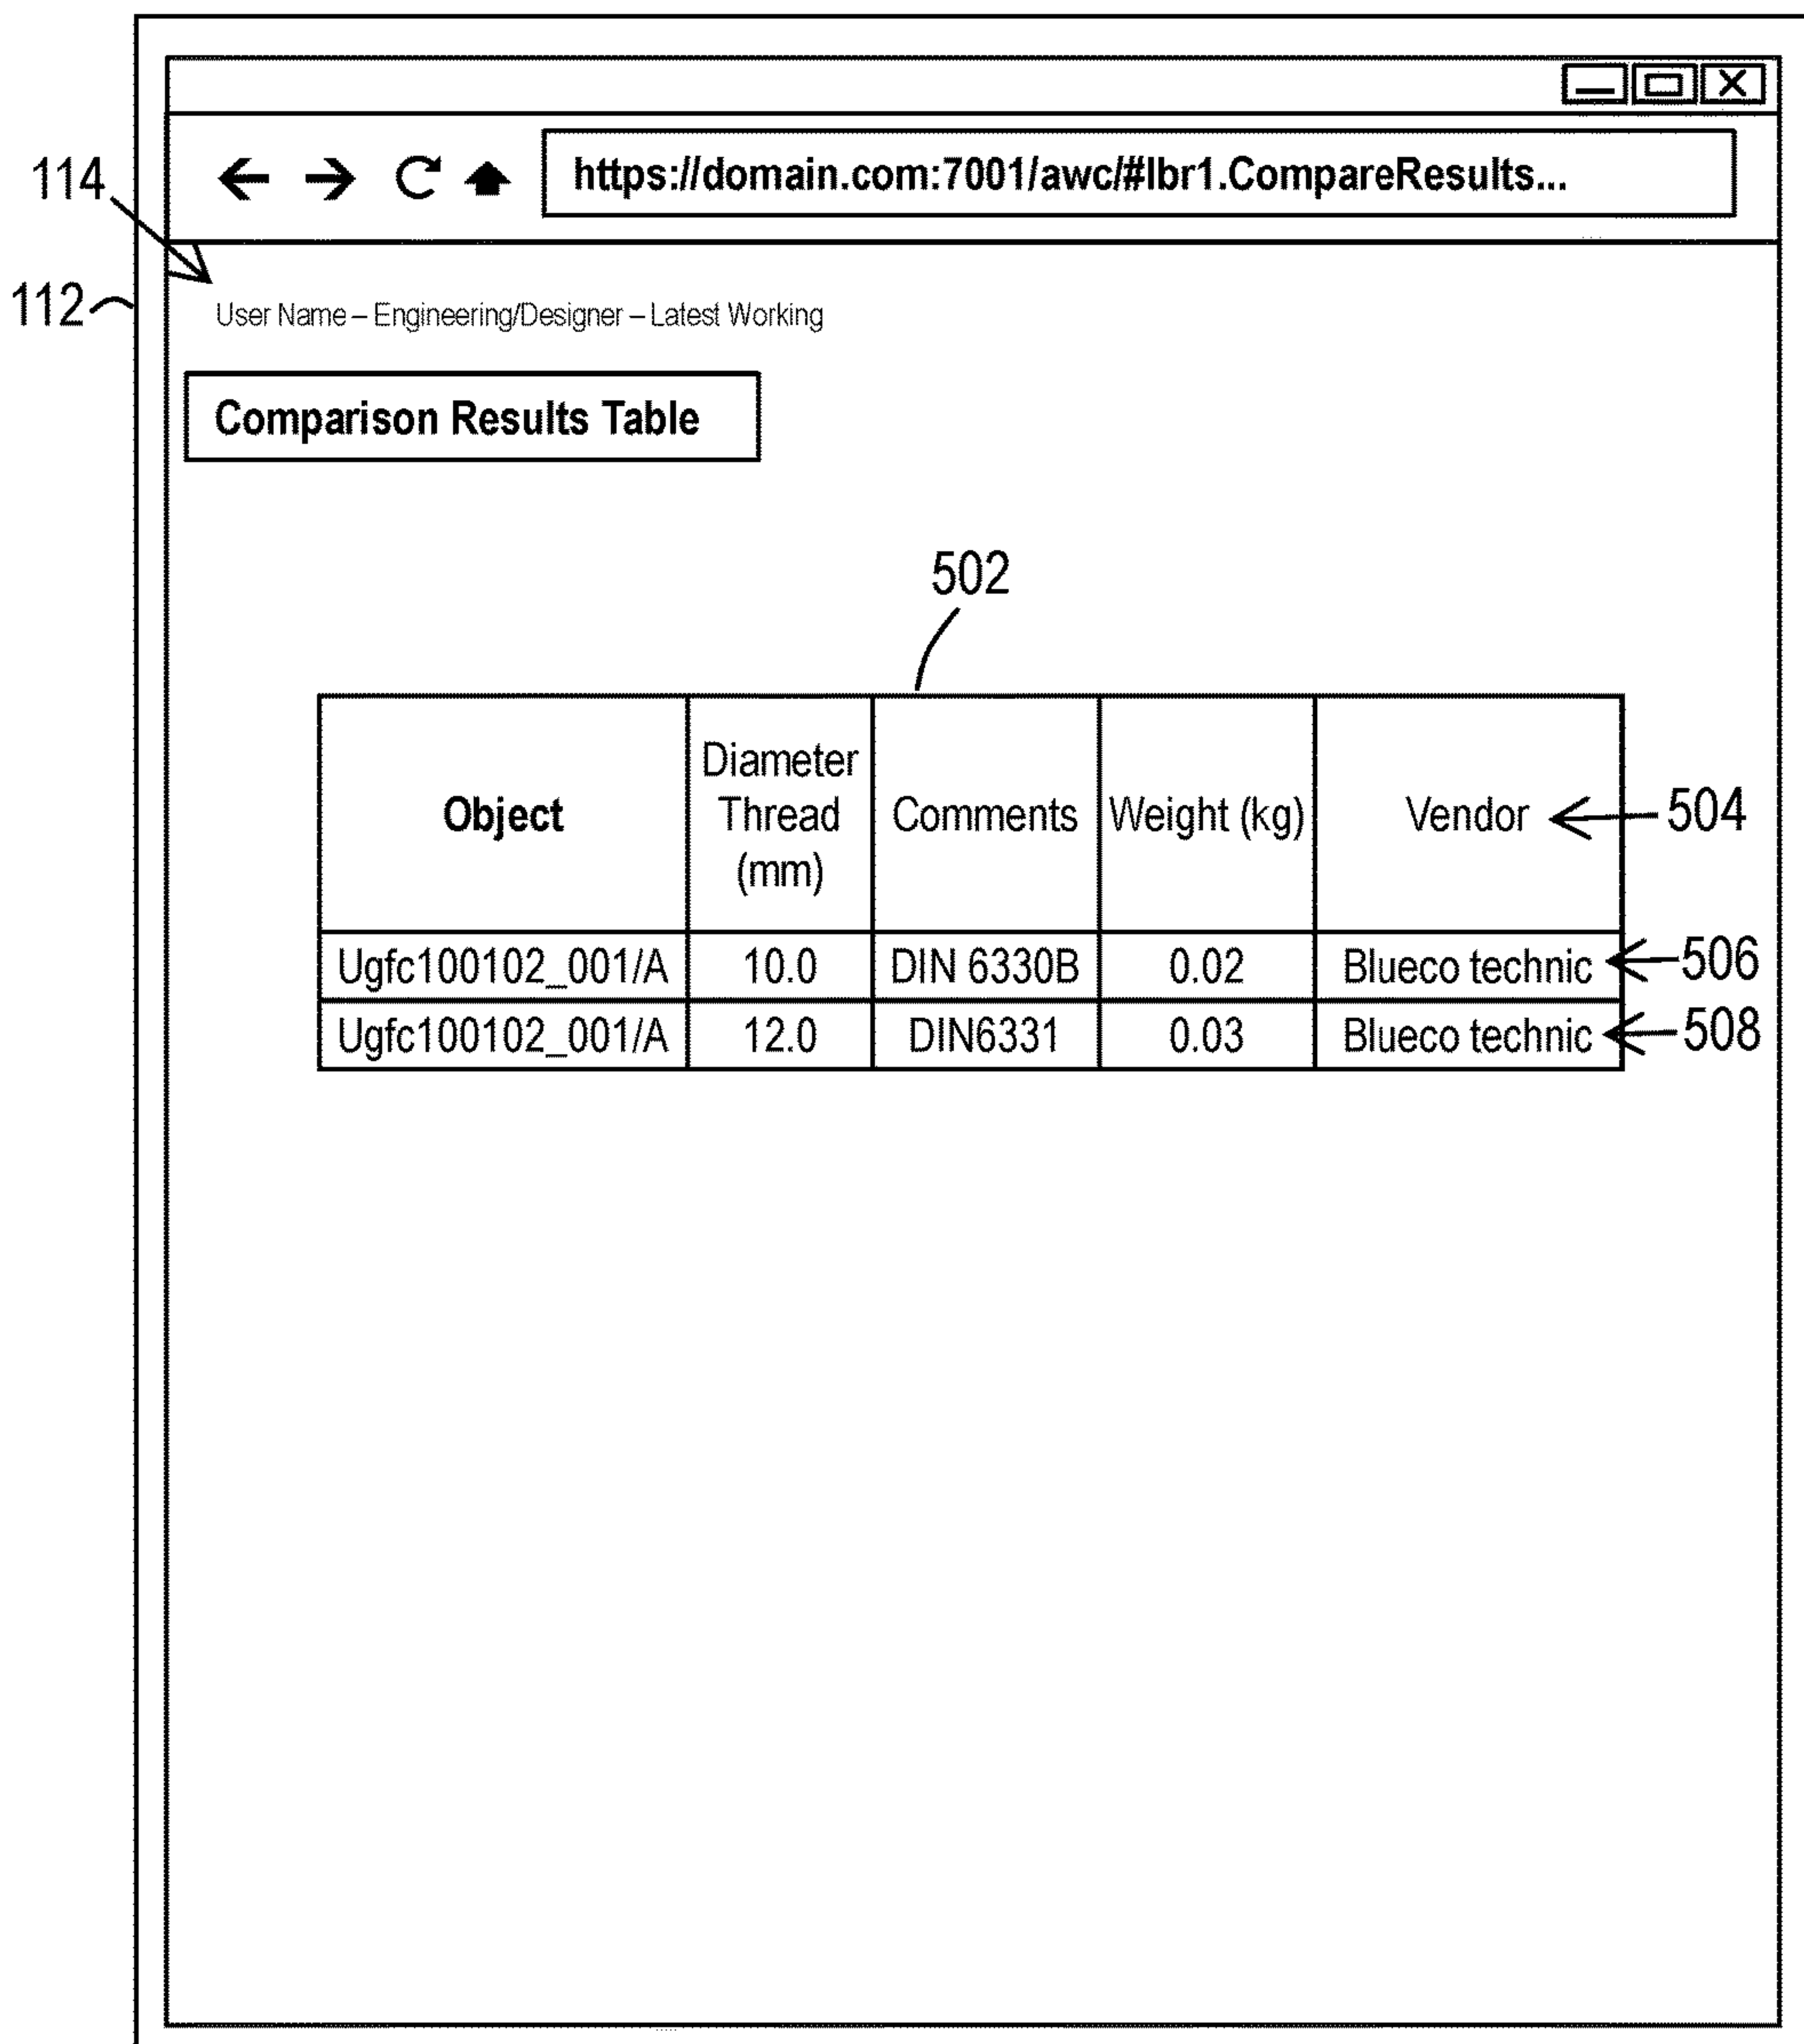 https://domain.com:7001/awc/#lbr1.CompareResults...
114
112
User Name – Engineering/Designer – Latest Working
Comparison Results Table
502
Object Diameter Thread (mm) Comments Weight (kg) Vendor 504
Ugfc100102_001/A 10.0 DIN 6330B 0.02 Blueco technic 506
Ugfc100102_001/A 12.0 DIN6331 0.03 Blueco technic 508